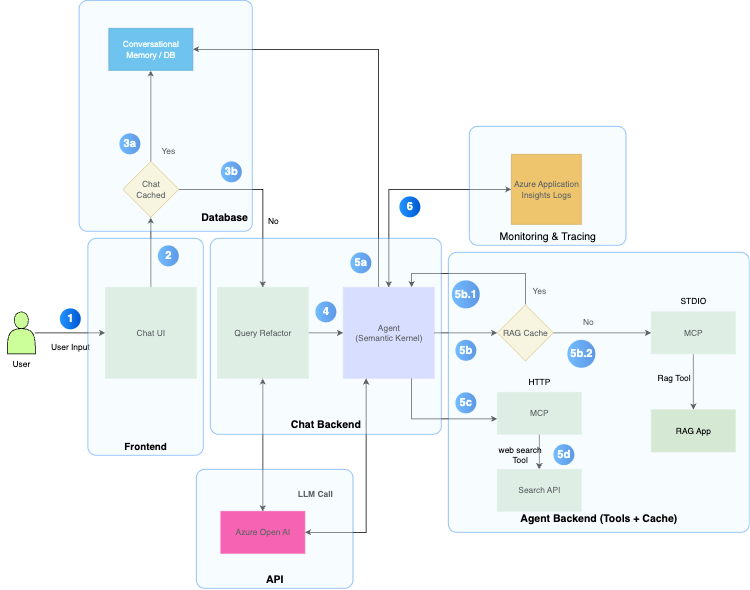 Conversational
Memory / DB
3a
Yes
Chat
Cached
3b
Database
No
2
1
User Input
User
Chat UI
Frontend
Query Refactor
4
5a
Agent
(Semantic Kernel)
Chat Backend
6
Azure Application
Insights Logs
Monitoring & Tracing
5b.1
Yes
RAG Cache
5b
No
5b.2
STDIO
MCP
Rag Tool
RAG App
HTTP
5c
MCP
web search
Tool
5d
Search API
Agent Backend (Tools + Cache)
LLM Call
Azure Open AI
API